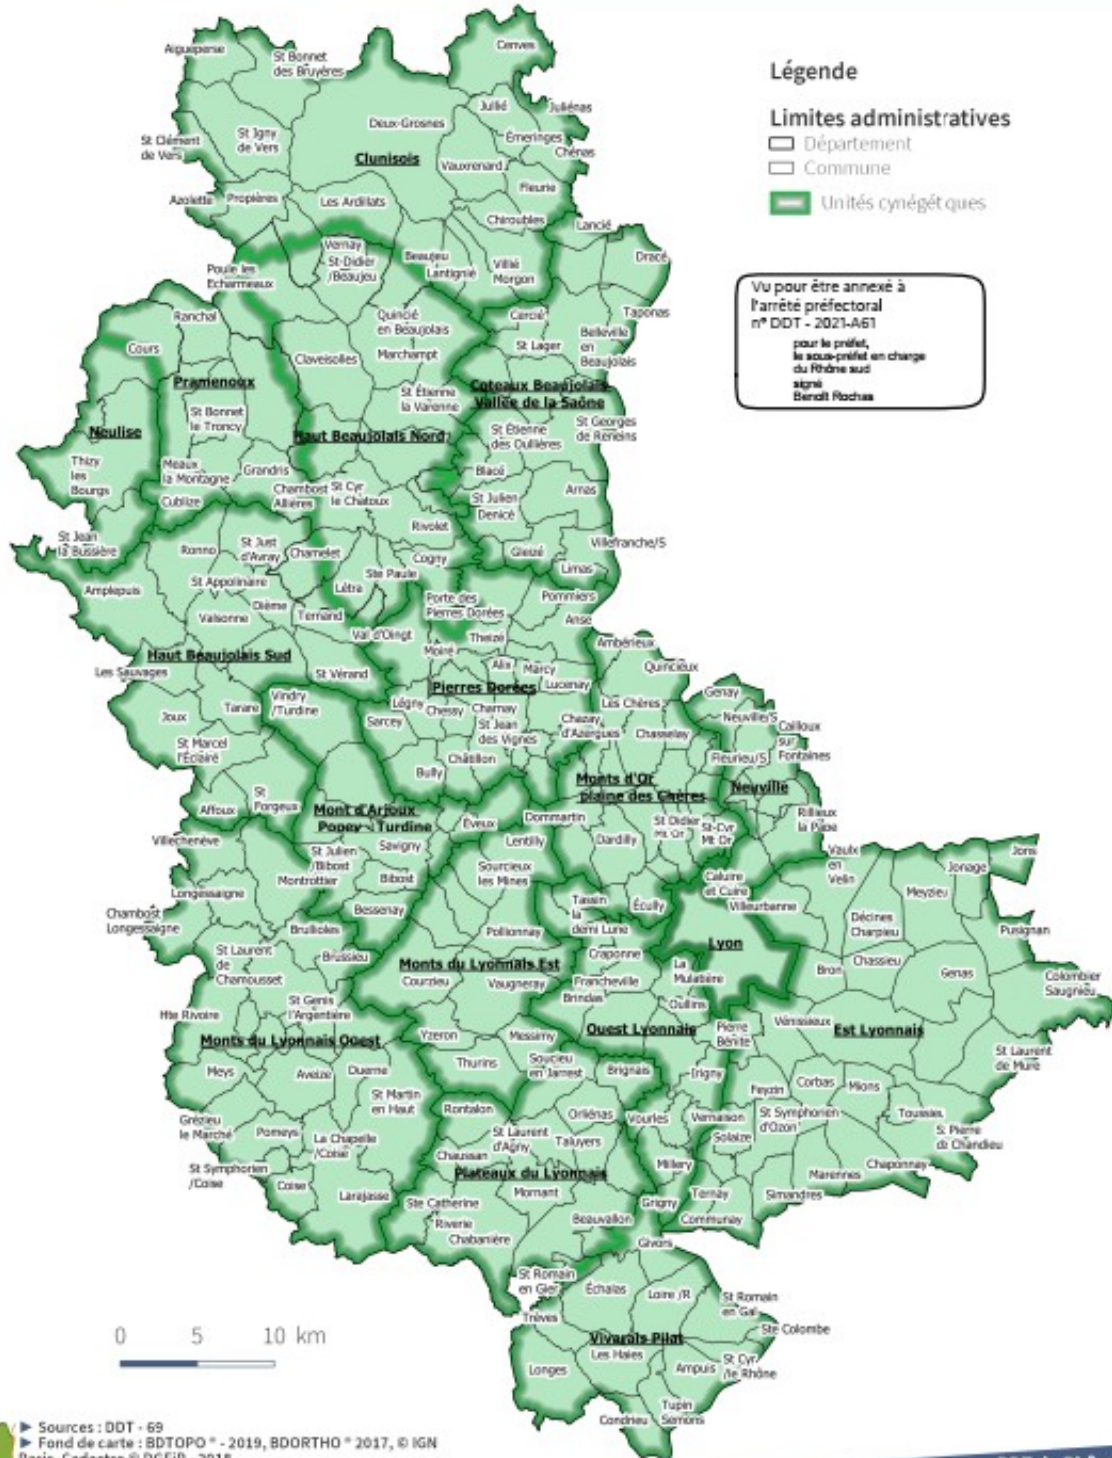 Aigueperse
St Bonnet
des Bruyères
Cenves
Légende
Limites administratives
Département
Commune
Unités cynégét ques
Jullié
Juliénas
Deux-Grosnes
St Clément
de Vers
St Igny
de Vers
Émeringes
Chénas
Clunisois
Vauxrenard
Fleurie
Azolette
Propières
Les Ardillats
Chiroubles
Lancié
Vernay
St-Didier
/Beaujeu
Beaujeu
Lantignié
Villié
Morgon
Dracé
Poule les
Echarmeaux
Vu pour être annexé à
l'arrêté préfectoral
n° DDT - 2021-A61
pour le préfet,
le sous-préfet en charge
du Rhône sud
signé
Benoît Rochas
Ranchal
Quincié
en Beaujolais
Cercié
Taponas
Cours
Claveisolles
Marchampt
St Lager
Belleville
en
Beaujolais
Pramenoux
St Étienne
la Varenne
Coteaux Beaujolais
Vallée de la Saône
St Bonnet
le Troncy
Neulise
Haut Beaujolais Nord
St Étienne
des Oullières
St Georges
de Reneins
Thizy
les
Bourgs
Meaux
la Montagne
Grandris
Blacé
Cublize
Chambost
Allières
St Cyr
le Chatoux
St Julien
Denicé
Arnas
Rivolet
St Jean
la Bussière
Ronno
St Just
d'Avray
Chamelet
Cogny
Gleizé
Villefranche/S
Limas
Amplepuis
St Appolinaire
Létra
Ste Paule
Porte des
Pierres Dorées
Pommiers
Valsonne
Dième
Ternand
Anse
Val d'Oingt
Theizé
Moiré
Ambérieux
Haut Beaujolais Sud
Les Sauvages
St Vérand
Alix
Marcy
Lucenay
Quincieux
Pierres Dorées
Genay
Joux
Tarare
Vindry
/Turdine
Sarcey
Légny
Chessy
Charnay
St Jean
des Vignes
Chazay
d'Azergues
Les Chères
Chasselay
Neuville/S
Cailloux
sur
Fontaines
St Marcel
l'Éclairé
Bully
Châtillon
Fleurieu/S
Monts d'Or
plaine des Chères
Neuville
Affoux
St
Forgeux
Mont d'Arjoux
Popey - Turdine
Éveux
Dommartin
St Didier
Mt Or
St-Cyr
Mt Or
Rillieux
la Pape
Villechenève
St Julien
/Bibost
Savigny
Lentilly
Dardilly
Montrottier
Bibost
Sourcieux
les Mines
Vaulx
en
Velin
Jons
Jonage
Longessaigne
Bessenay
Tassin
la
demi Lune
Écully
Caluire
et Cuire
Villeurbanne
Meyzieu
Chambost
Longessaigne
Brullioles
Pollionnay
Décines
Charpieu
Pusignan
St Laurent
de
Chamousset
Brussieu
Craponne
Lyon
Monts du Lyonnais Est
Courzieu
Vaugneray
Francheville
La
Mulatière
Bron
Chassieu
Genas
Colombier
Saugnieu
St Genis
l'Argentière
Brindas
Oullins
Hte Rivoire
Vénissieux
Monts du Lyonnais Ouest
Yzeron
Messimy
Ouest Lyonnais
Pierre
Bénite
Est Lyonnais
Meys
Aveize
Duerne
Thurins
Soucieu
en Jarrest
Brignais
Irigny
St Laurent
de Mure
St Martin
en Haut
Feyzin
Corbas
Mions
Rontalon
Orliénas
Vourles
Vernaison
St Symphorien
d'Ozon
Toussieu
Grézieu
le Marché
Pomeys
La Chapelle
/Coise
St Laurent
d'Agny
Taluyers
Solaize
St Pierre
de Chandieu
Chaussan
Plateaux du Lyonnais
Millery
Chaponnay
Marennes
St Symphorien
/Coise
Coise
Larajasse
Ste Catherine
Mornant
Ternay
Simandres
Grigny
Riverie
Beauvallon
Communay
Chabanière
Givors
St Romain
en Gier
Échalas
Loire /R
St Romain
en Gal
Trèves
Ste Colombe
0 5 10 km
Vivarais Pilat
Les Haies
Longes
Ampuis
St Cyr
/le Rhône
Tupin
Semons
Condrieu
► Sources : DDT - 69
► Fond de carte : BDTOPO ® - 2019, BDORTHO ® 2017, © IGN